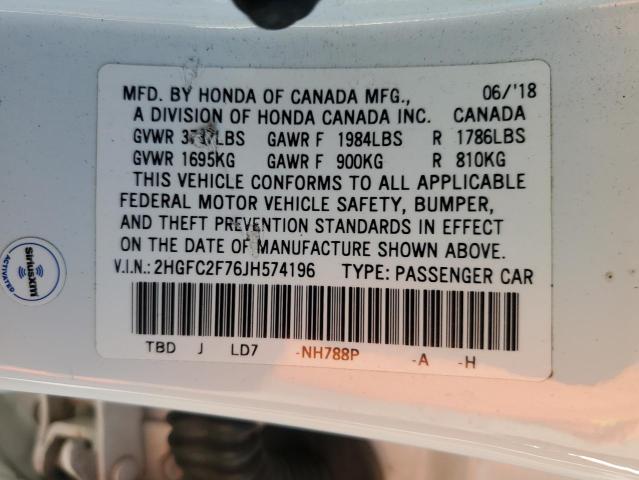 MFD. BY HONDA OF CANADA MFG., 06/'18
A DIVISION OF HONDA CANADA INC. CANADA
GVWR LBS GAWR F 1984LBS R 1786LBS
GVWR 1695KG GAWR F 900KG R 810KG
THIS VEHICLE CONFORMS TO ALL APPLICABLE
FEDERAL MOTOR VEHICLE SAFETY, BUMPER,
AND THEFT PREVENTION STANDARDS IN EFFECT
ON THE DATE OF MANUFACTURE SHOWN ABOVE.
V.I.N.: 2HGFC2F76JH574196 TYPE: PASSENGER CAR
TBD J LD7 -NH788P -A -H
siriusxm
ACTIVATED